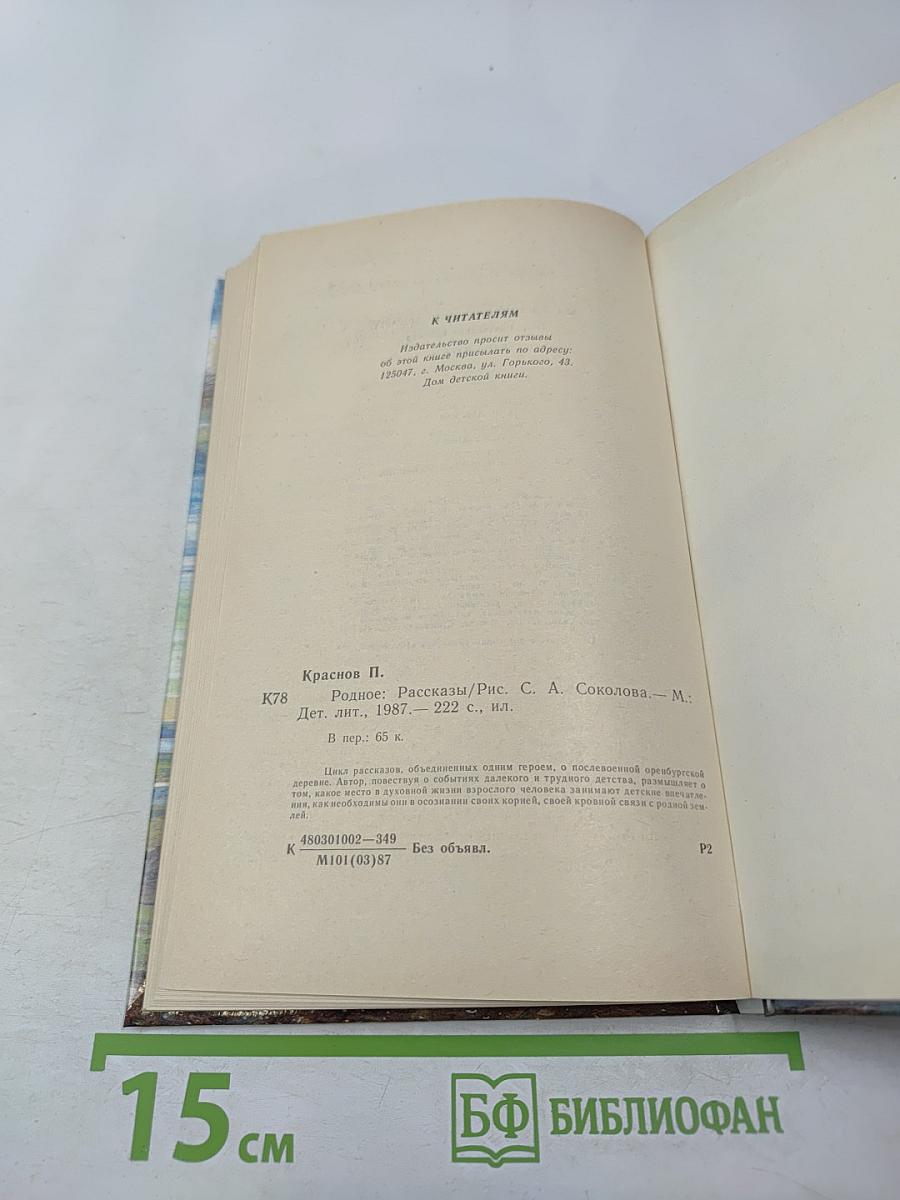 К ЧИТАТЕЛЯМ
Издательство просит отзывы
об этой книге присылать по адресу:
125047, г. Москва, ул. Горького, 43.
Дом детской книги.
Краснов П.
К78 Родное: Рассказы/Рис. С. А. Соколова.— М.:
Дет. лит., 1987.— 222 с., ил.
В пер.: 65 к.
Цикл рассказов, объединенных одним героем, о послевоенной оренбургской
деревне. Автор, повествуя о событиях далекого и трудного детства, размышляет о
том, какое место в духовной жизни взрослого человека занимают детские впечатле-
ния, как необходимы они в осознании своих корней, своей кровной связи с родной зем-
лей.
К 480301002—349
М101(03)87 Без объявл. Р2
15 см
БФ БИБЛИОФАН